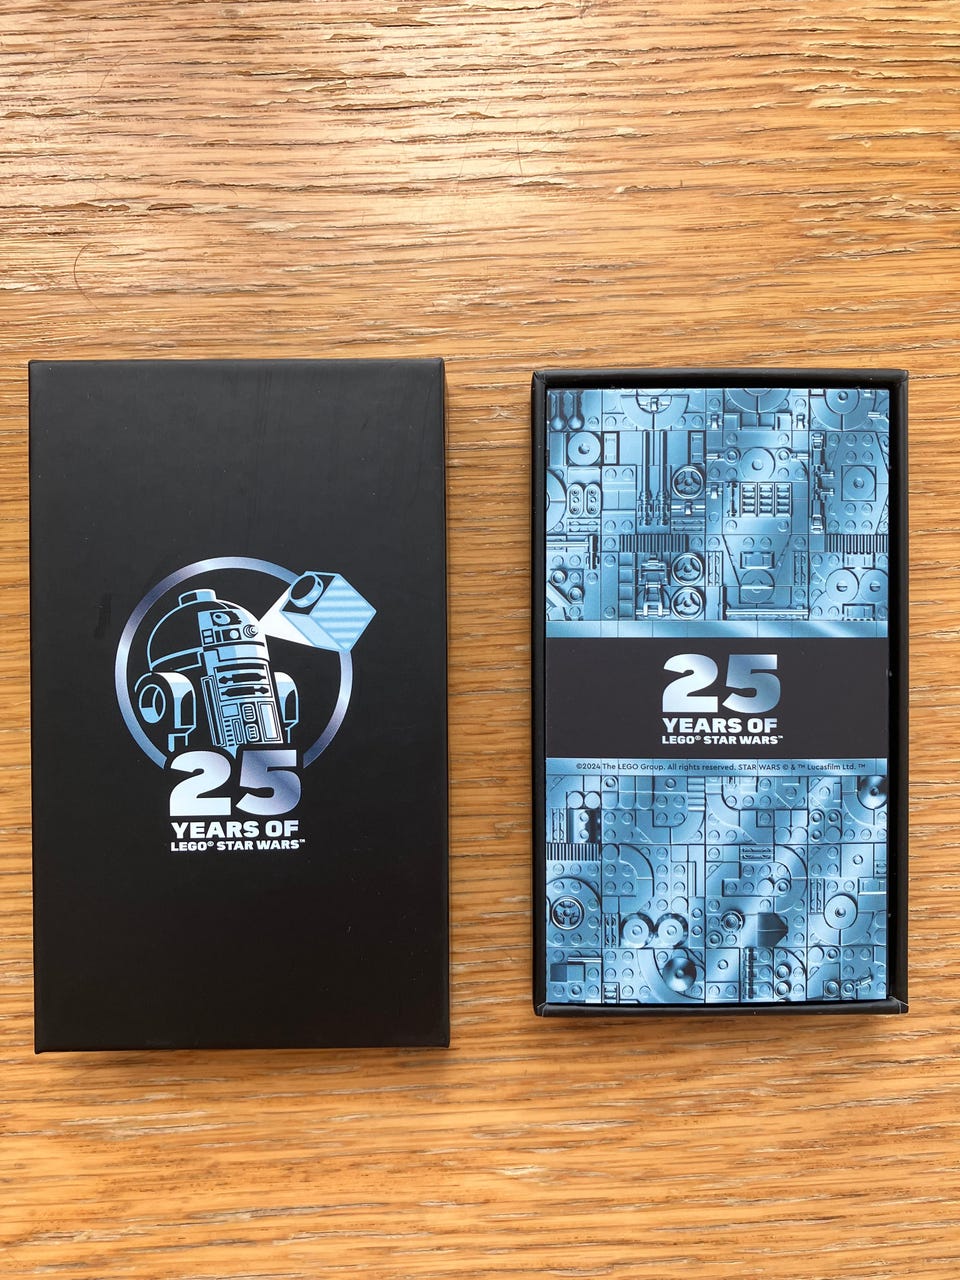 25
YEARS OF
LEGO® STAR WARS™
25
YEARS OF
LEGO® STAR WARS™
©2024 The LEGO Group. All rights reserved. STAR WARS © & ™ Lucasfilm Ltd. ™